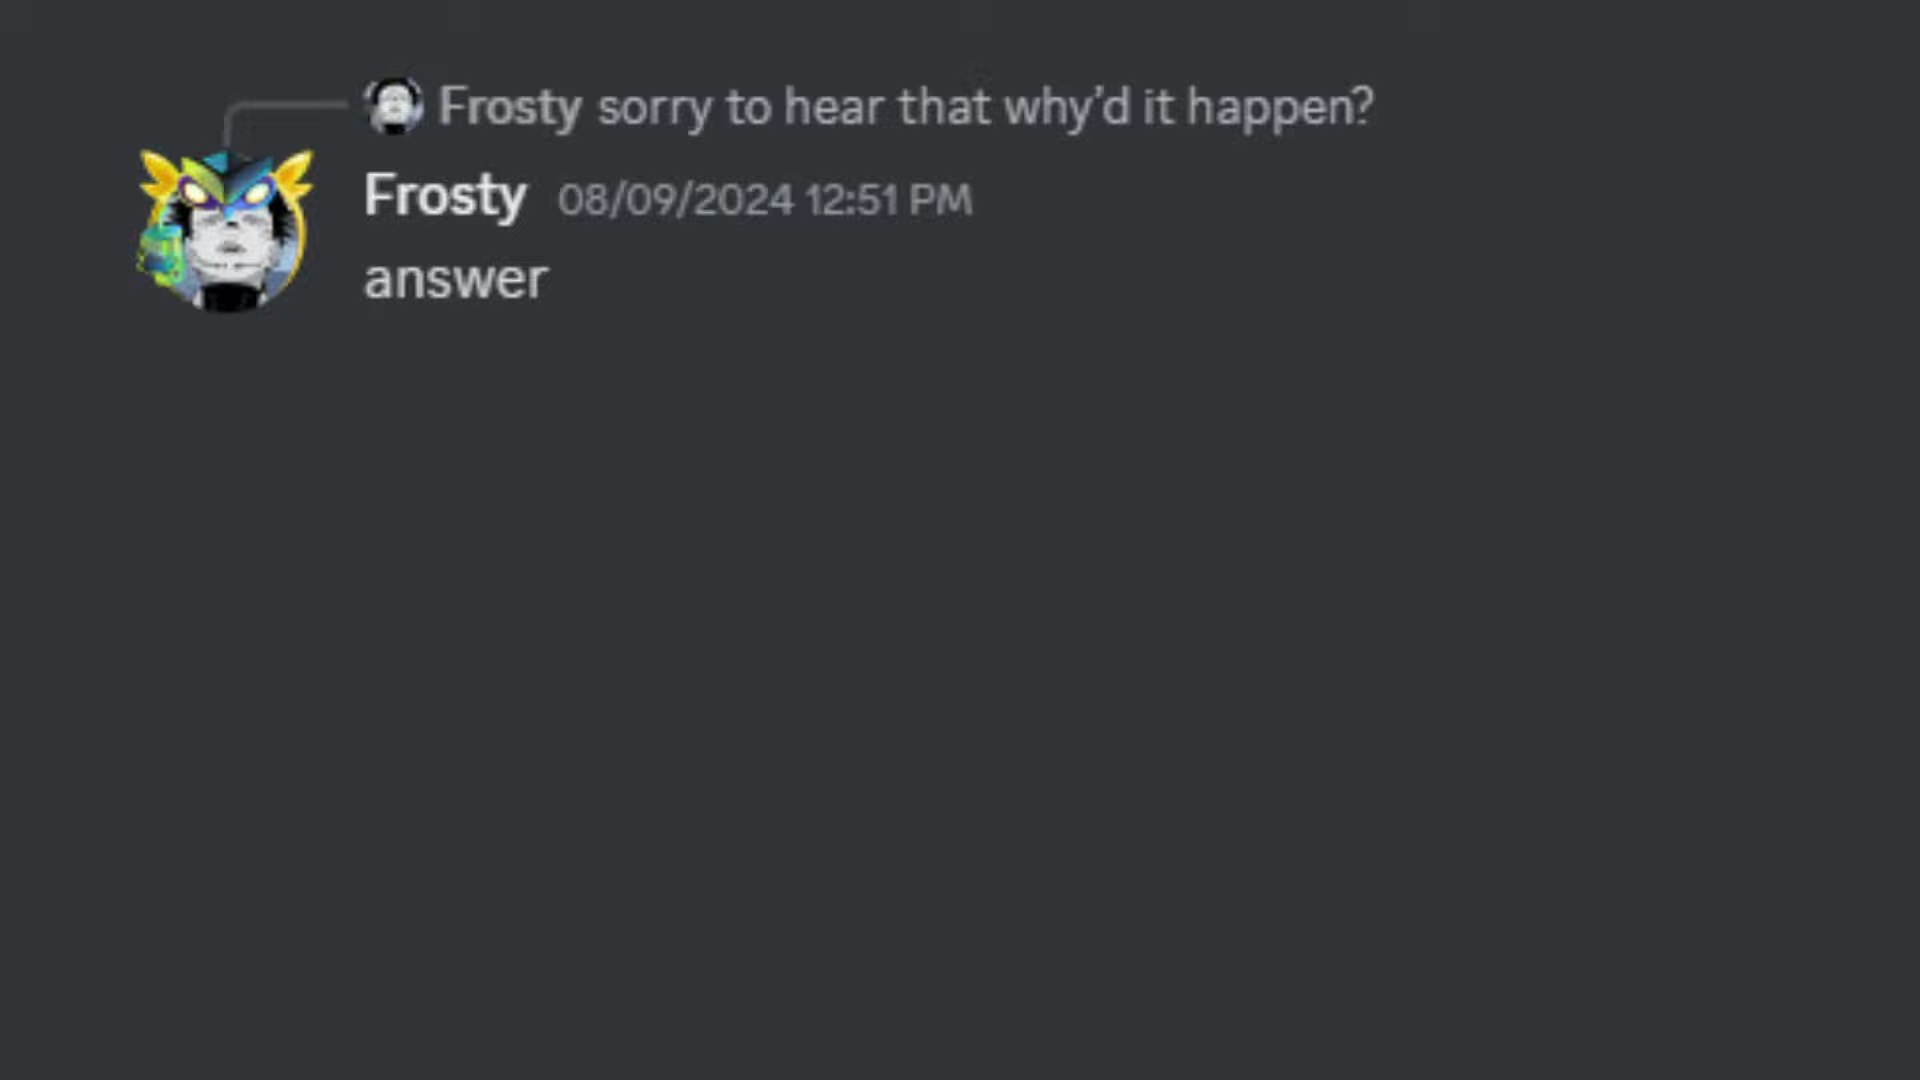 Frosty sorry to hear that why'd it happen?
Frosty 08/09/2024 12:51 PM
answer